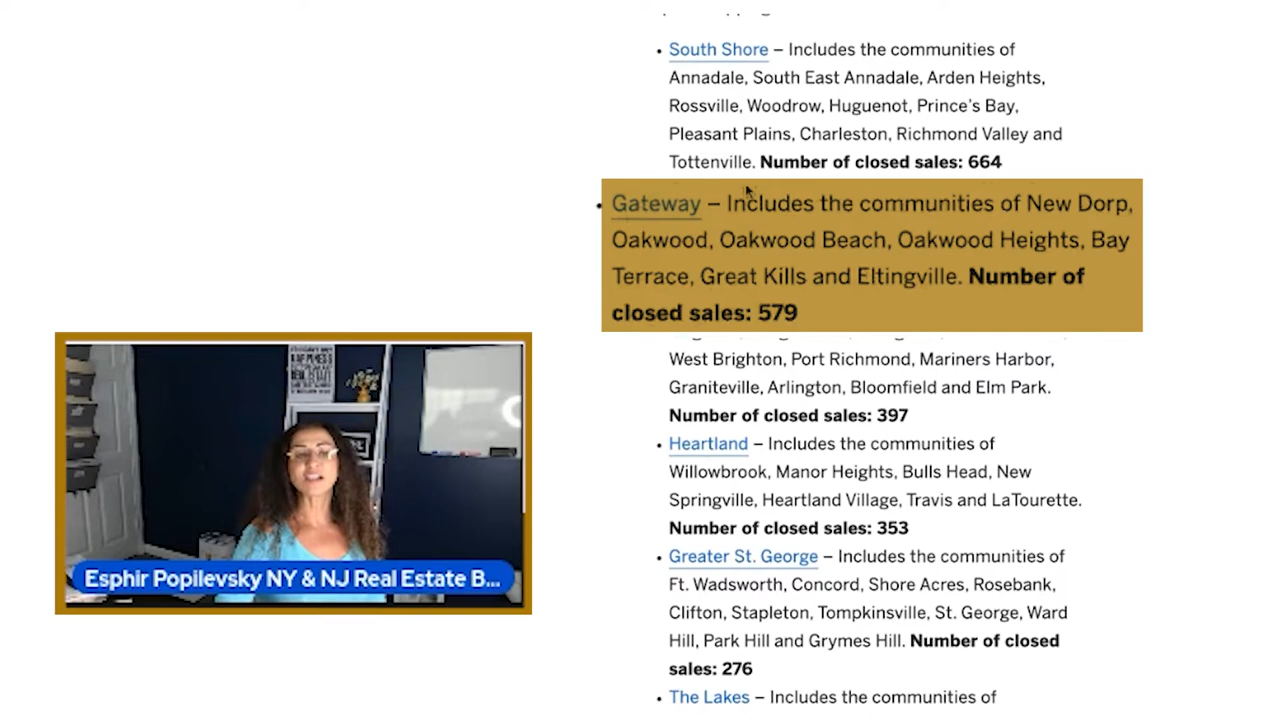 South Shore – Includes the communities of
Annadale, South East Annadale, Arden Heights,
Rossville, Woodrow, Huguenot, Prince's Bay,
Pleasant Plains, Charleston, Richmond Valley and
Tottenville. Number of closed sales: 664
Gateway – Includes the communities of New Dorp,
Oakwood, Oakwood Beach, Oakwood Heights, Bay
Terrace, Great Kills and Eltingville. Number of
closed sales: 579
West Brighton, Port Richmond, Mariners Harbor,
Graniteville, Arlington, Bloomfield and Elm Park.
Number of closed sales: 397
Heartland – Includes the communities of
Willowbrook, Manor Heights, Bulls Head, New
Springville, Heartland Village, Travis and LaTourette.
Number of closed sales: 353
Greater St. George – Includes the communities of
Ft. Wadsworth, Concord, Shore Acres, Rosebank,
Clifton, Stapleton, Tompkinsville, St. George, Ward
Hill, Park Hill and Grymes Hill. Number of closed
sales: 276
The Lakes – Includes the communities of
HAPPINESS
REAL ESTATE
Esphir Popilevsky NY & NJ Real Estate B...